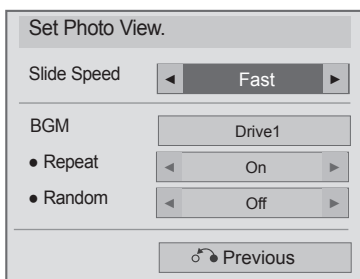 Set Photo View.
Slide Speed ◄ Fast ►
BGM Drive1
• Repeat ◄ On ►
• Random ◄ Off ►
Previous